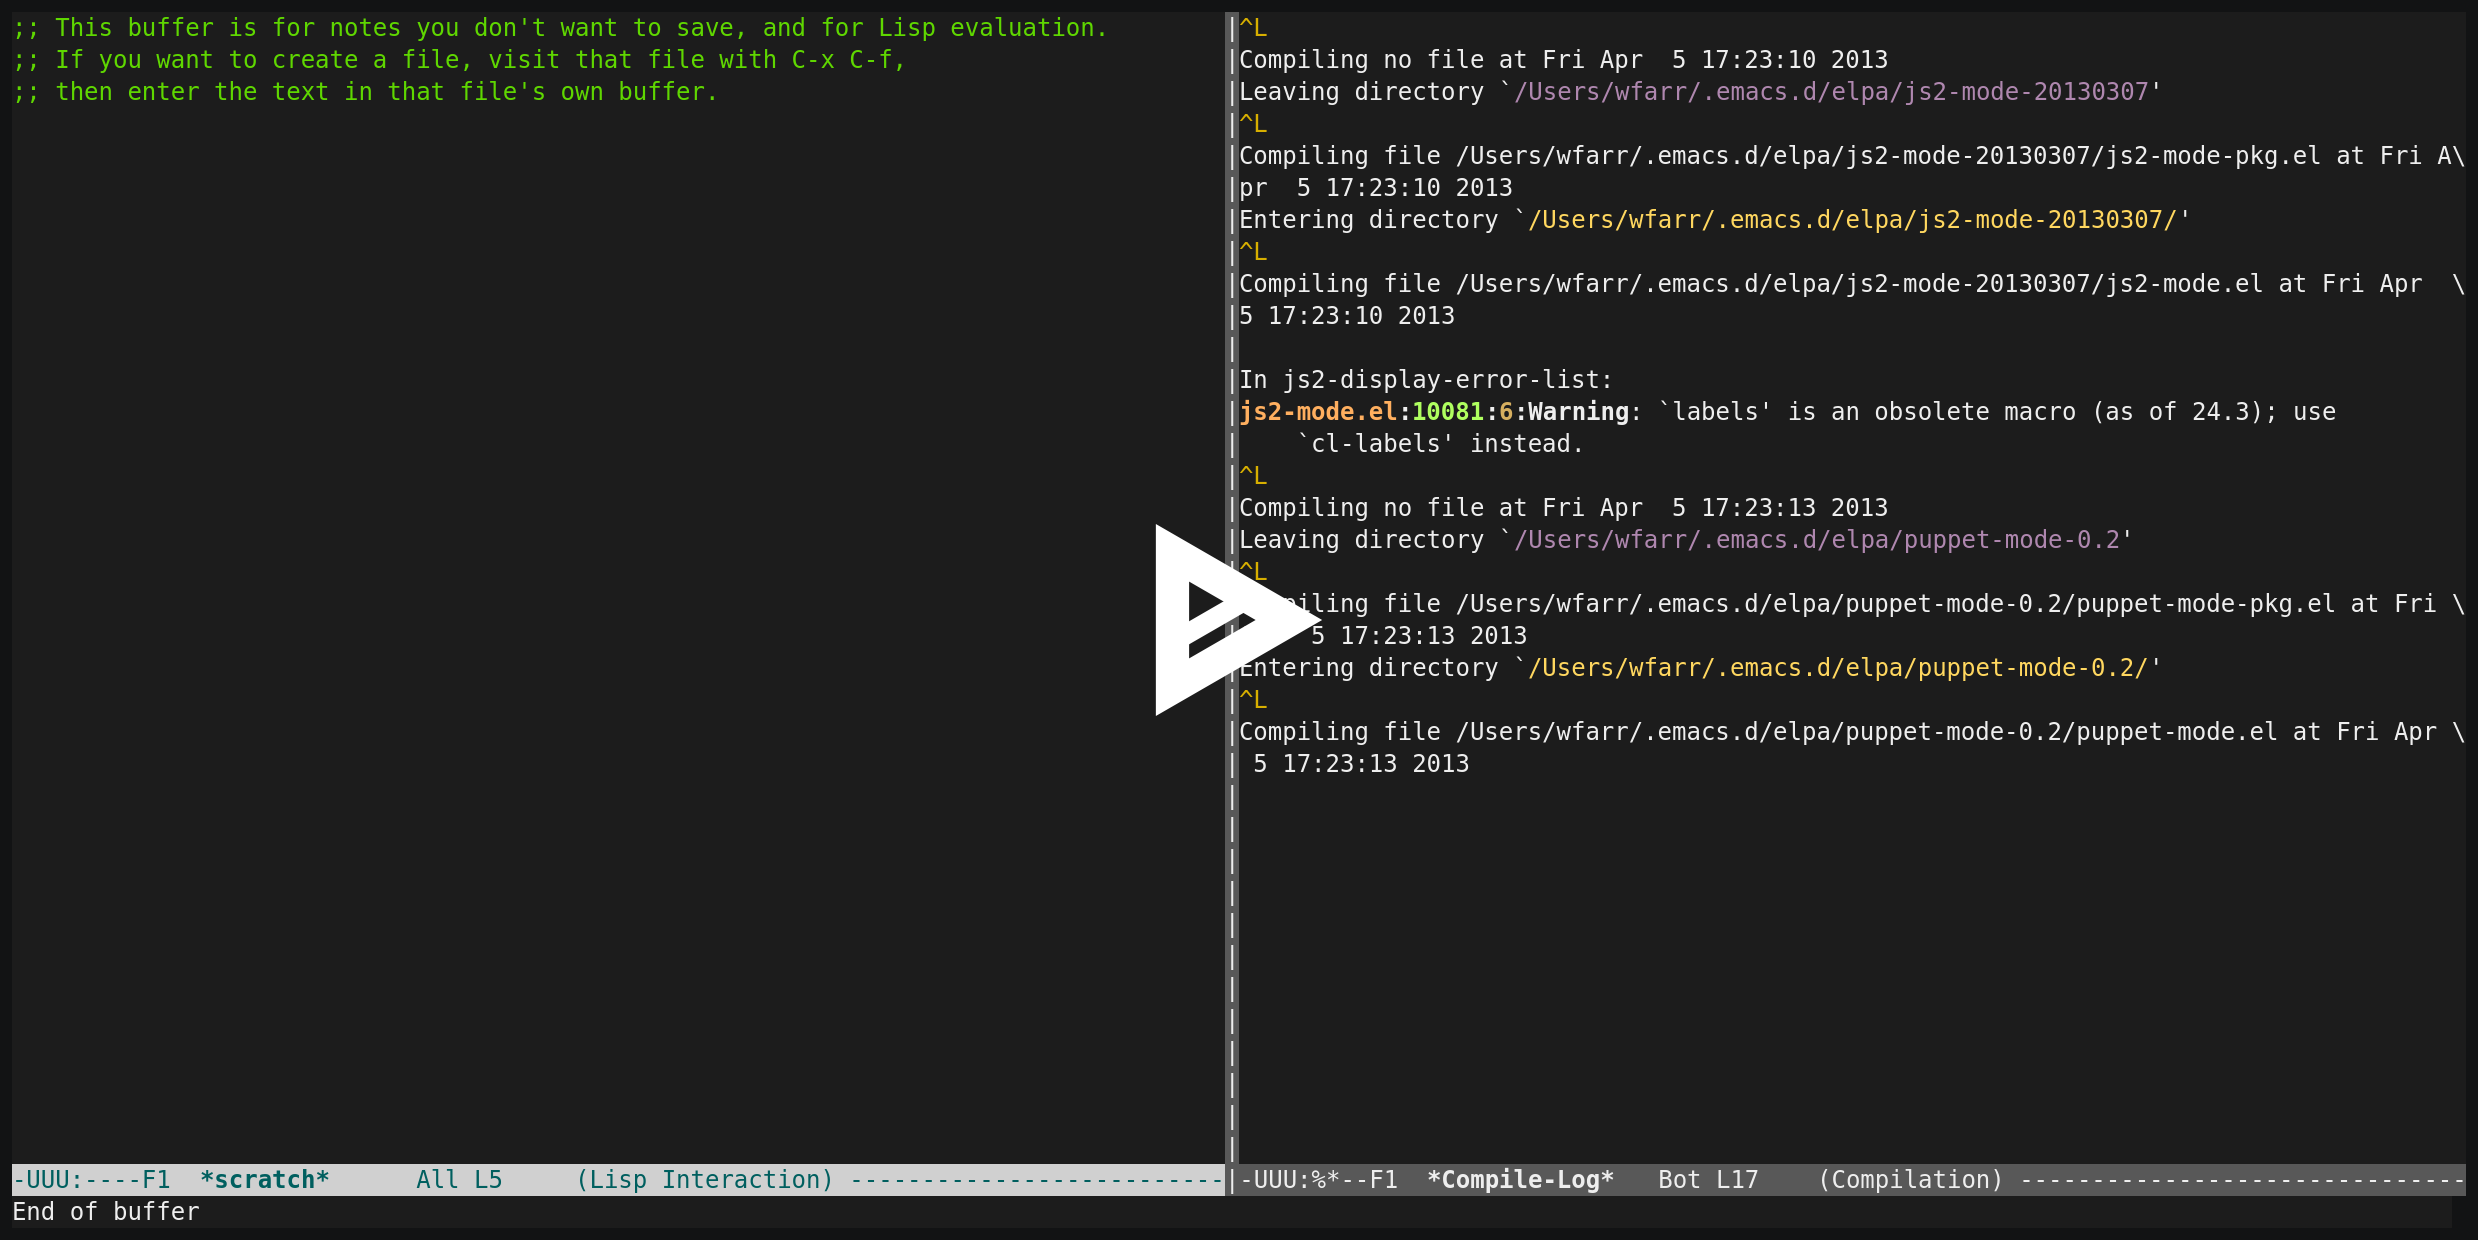 ;; This buffer is for notes you don't want to save, and for Lisp evaluation.
;; If you want to create a file, visit that file with C-x C-f,
;; then enter the text in that file's own buffer.
-UUU:----F1  *scratch*      All L5     (Lisp Interaction) --------------------------
^L
Compiling no file at Fri Apr  5 17:23:10 2013
Leaving directory `/Users/wfarr/.emacs.d/elpa/js2-mode-20130307'
^L
Compiling file /Users/wfarr/.emacs.d/elpa/js2-mode-20130307/js2-mode-pkg.el at Fri A\
pr  5 17:23:10 2013
Entering directory `/Users/wfarr/.emacs.d/elpa/js2-mode-20130307/'
^L
Compiling file /Users/wfarr/.emacs.d/elpa/js2-mode-20130307/js2-mode.el at Fri Apr  \
5 17:23:10 2013

In js2-display-error-list:
js2-mode.el:10081:6:Warning: `labels' is an obsolete macro (as of 24.3); use
    `cl-labels' instead.
^L
Compiling no file at Fri Apr  5 17:23:13 2013
Leaving directory `/Users/wfarr/.emacs.d/elpa/puppet-mode-0.2'
^L
file /Users/wfarr/.emacs.d/elpa/puppet-mode-0.2/puppet-mode-pkg.el at Fri \
5 17:23:13 2013
Entering directory `/Users/wfarr/.emacs.d/elpa/puppet-mode-0.2/'
^L
Compiling file /Users/wfarr/.emacs.d/elpa/puppet-mode-0.2/puppet-mode.el at Fri Apr \
 5 17:23:13 2013
-UUU:%*--F1  *Compile-Log*   Bot L17    (Compilation) -------------------------------
End of buffer